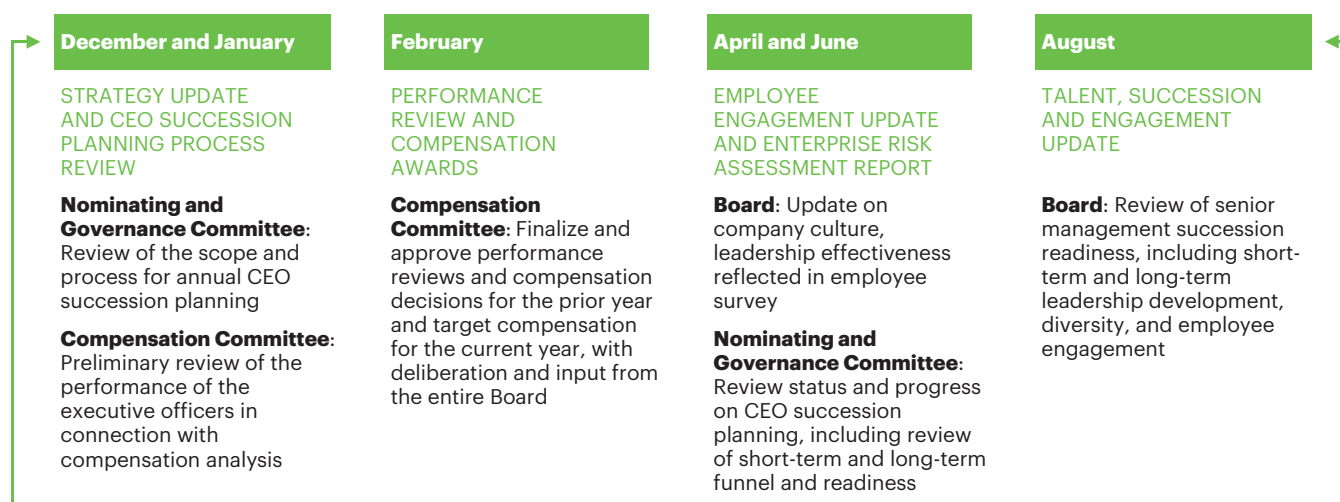 December and January
STRATEGY UPDATE
AND CEO SUCCESSION
PLANNING PROCESS
REVIEW
Nominating and
Governance Committee:
Review of the scope and
process for annual CEO
succession planning
Compensation Committee:
Preliminary review of the
performance of the
executive officers in
connection with
compensation analysis
February
PERFORMANCE
REVIEW AND
COMPENSATION
AWARDS
Compensation
Committee: Finalize and
approve performance
reviews and compensation
decisions for the prior year
and target compensation
for the current year, with
deliberation and input from
the entire Board
April and June
EMPLOYEE
ENGAGEMENT UPDATE
AND ENTERPRISE RISK
ASSESSMENT REPORT
Board: Update on
company culture,
leadership effectiveness
reflected in employee
survey
Nominating and
Governance Committee:
Review status and progress
on CEO succession
planning, including review
of short-term and long-term
funnel and readiness
August
TALENT, SUCCESSION
AND ENGAGEMENT
UPDATE
Board: Review of senior
management succession
readiness, including short-
term and long-term
leadership development,
diversity, and employee
engagement